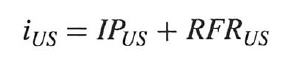 i_US = IP_US + RFR_US